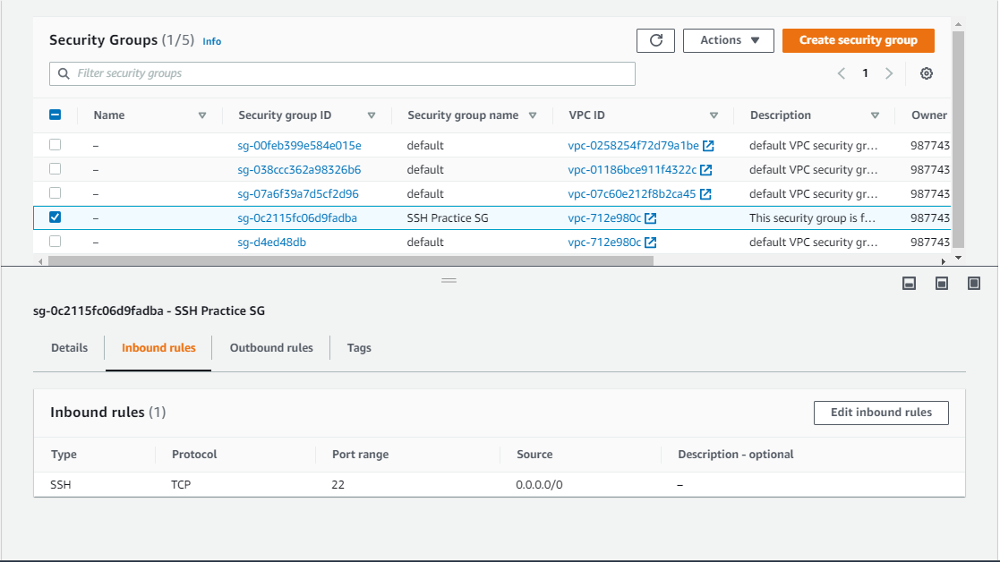 Security Groups (1/5) Info
Actions
Create security group
Filter security groups
1
Name Security group ID Security group name VPC ID Description Owner
– sg-00feb399e584e015e default vpc-0258254f72d79a1be default VPC security gr... 987743
– sg-038ccc362a98326b6 default vpc-01186bce911f4322c default VPC security gr... 987743
– sg-07a6f39a7d5cf2d96 default vpc-07c60e212f8b2ca45 default VPC security gr... 987743
– sg-0c2115fc06d9fadba SSH Practice SG vpc-712e980c This security group is f... 987743
– sg-d4ed48db default vpc-712e980c default VPC security gr... 987743
sg-0c2115fc06d9fadba - SSH Practice SG
Details Inbound rules Outbound rules Tags
Inbound rules (1)
Edit inbound rules
Type Protocol Port range Source Description - optional
SSH TCP 22 0.0.0.0/0 –